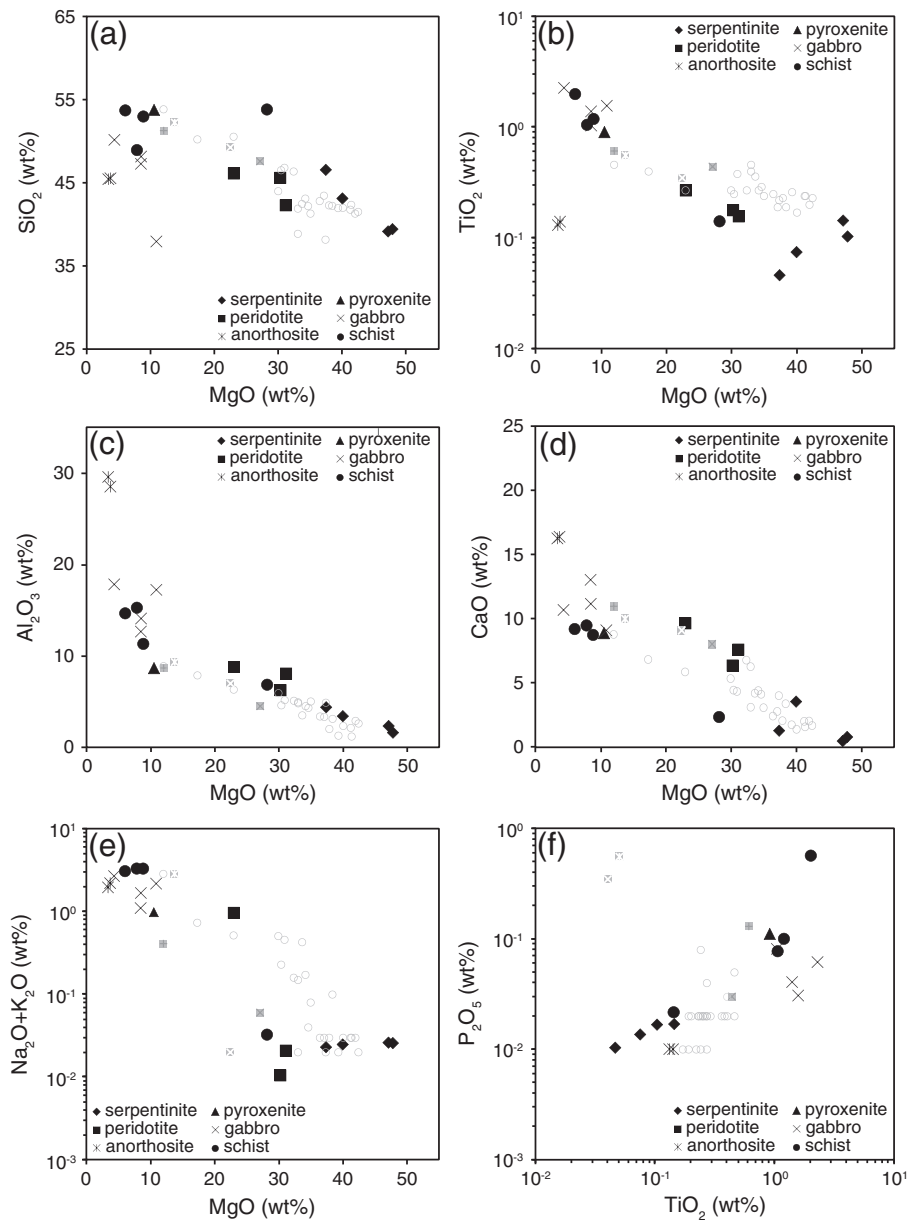 (a)
SiO2 (wt%)
65
55
45
35
25
serpentinite pyroxenite
peridotite gabbro
anorthosite schist
0 10 20 30 40 50
MgO (wt%)
(b)
TiO2 (wt%)
10^1
10^0
10^-1
10^-2
serpentinite pyroxenite
peridotite gabbro
anorthosite schist
0 10 20 30 40 50
MgO (wt%)
(c)
Al2O3 (wt%)
30
20
10
0
serpentinite pyroxenite
peridotite gabbro
anorthosite schist
0 10 20 30 40 50
MgO (wt%)
(d)
CaO (wt%)
25
20
15
10
5
0
serpentinite pyroxenite
peridotite gabbro
anorthosite schist
0 10 20 30 40 50
MgO (wt%)
(e)
Na2O+K2O (wt%)
10^1
10^0
10^-1
10^-2
10^-3
serpentinite pyroxenite
peridotite gabbro
anorthosite schist
0 10 20 30 40 50
MgO (wt%)
(f)
P2O5 (wt%)
10^0
10^-1
10^-2
10^-3
serpentinite pyroxenite
peridotite gabbro
anorthosite schist
10^-2 10^-1 10^0 10^1
TiO2 (wt%)